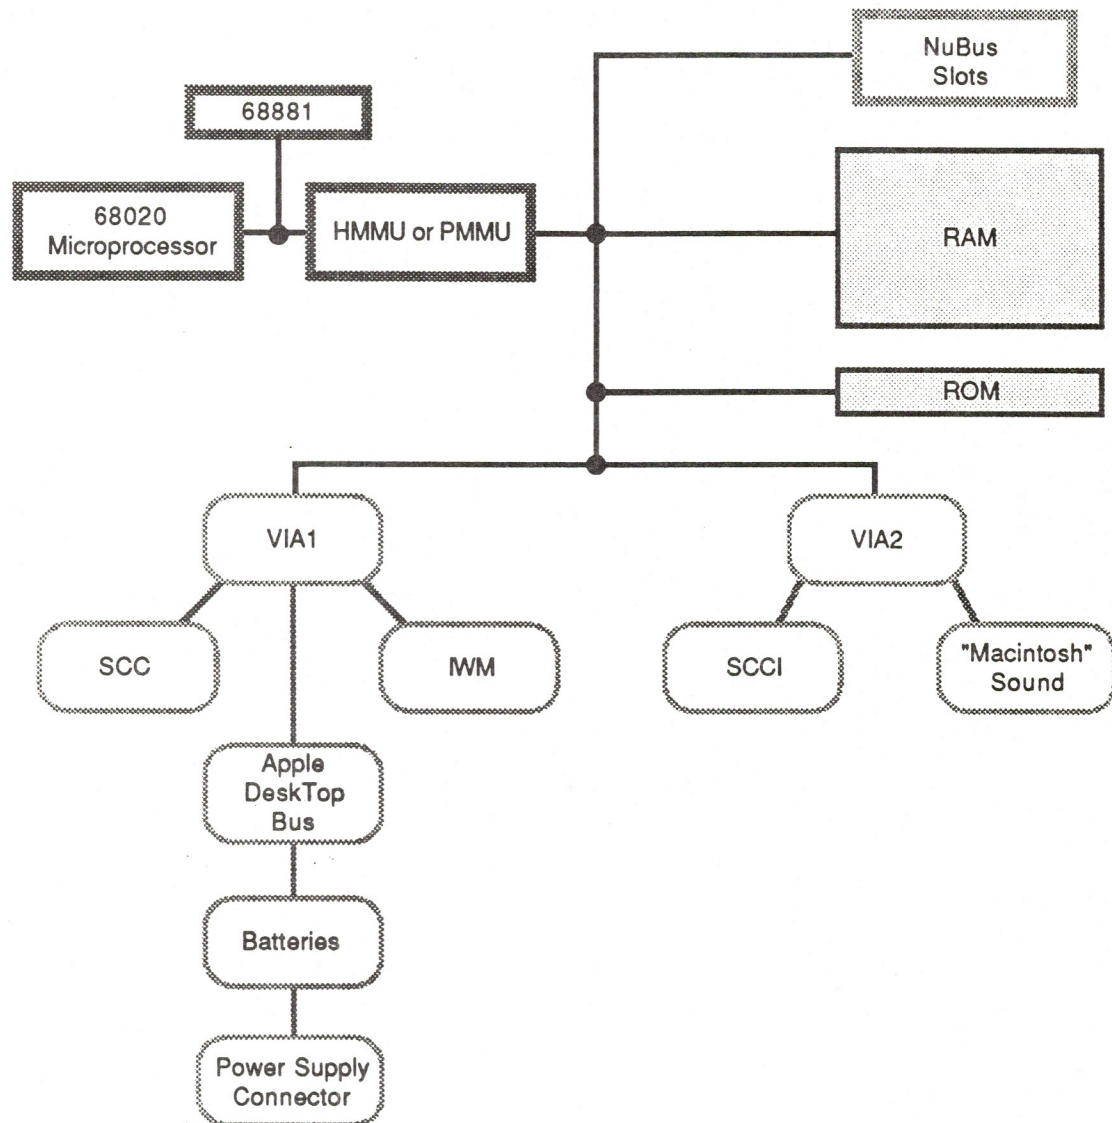 NuBus
Slots
68881
68020
Microprocessor
HMMU or PMMU
RAM
ROM
VIA1
VIA2
SCC
IWM
SCCI
"Macintosh"
Sound
Apple
DeskTop
Bus
Batteries
Power Supply
Connector